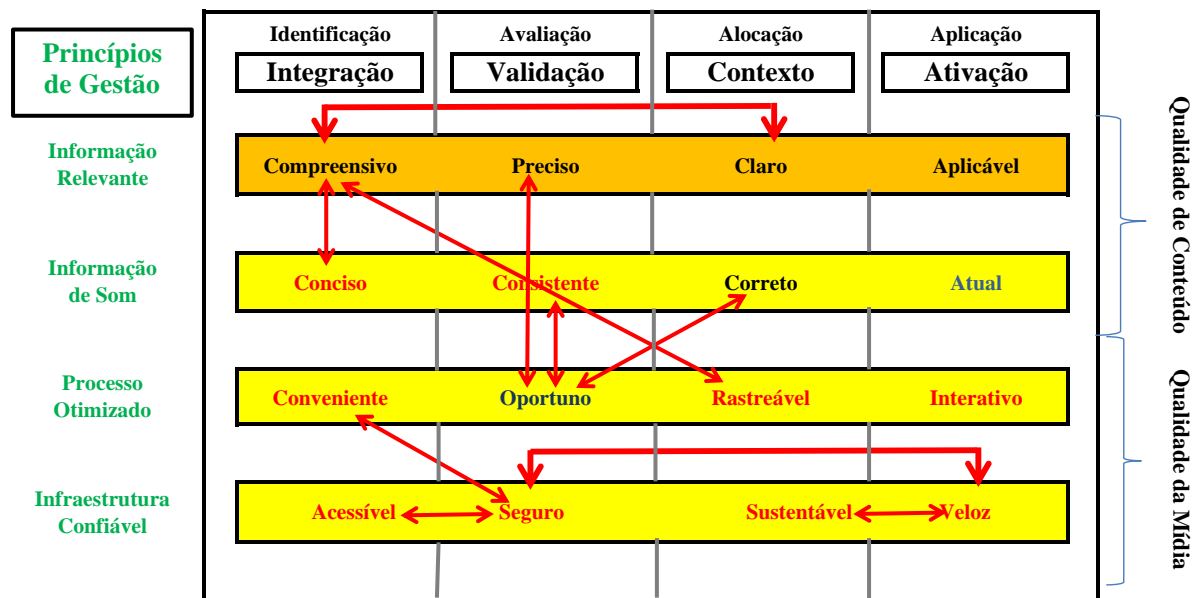 Princípios
de Gestão
Identificação
Avaliação
Alocação
Aplicação
Integração
Validação
Contexto
Ativação
Informação
Relevante
Compreensivo
Preciso
Claro
Aplicável
Informação
de Som
Conciso
Consistente
Correto
Atual
Qualidade de Conteúdo
Processo
Otimizado
Conveniente
Oportuno
Rastreável
Interativo
Infraestrutura
Confiável
Acessível
Seguro
Sustentável
Veloz
Qualidade da Mídia